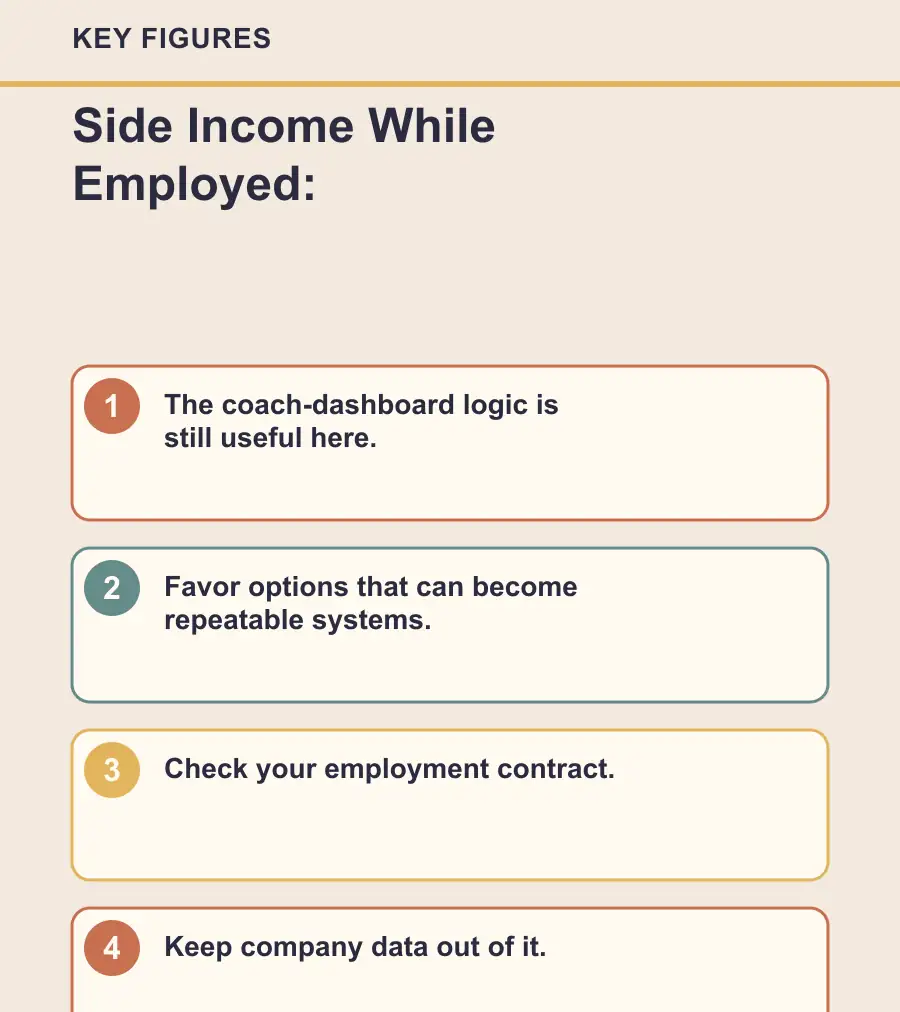 KEY FIGURES
Side Income While
Employed:
1
The coach-dashboard logic is
still useful here.
2
Favor options that can become
repeatable systems.
3
Check your employment contract.
4
Keep company data out of it.